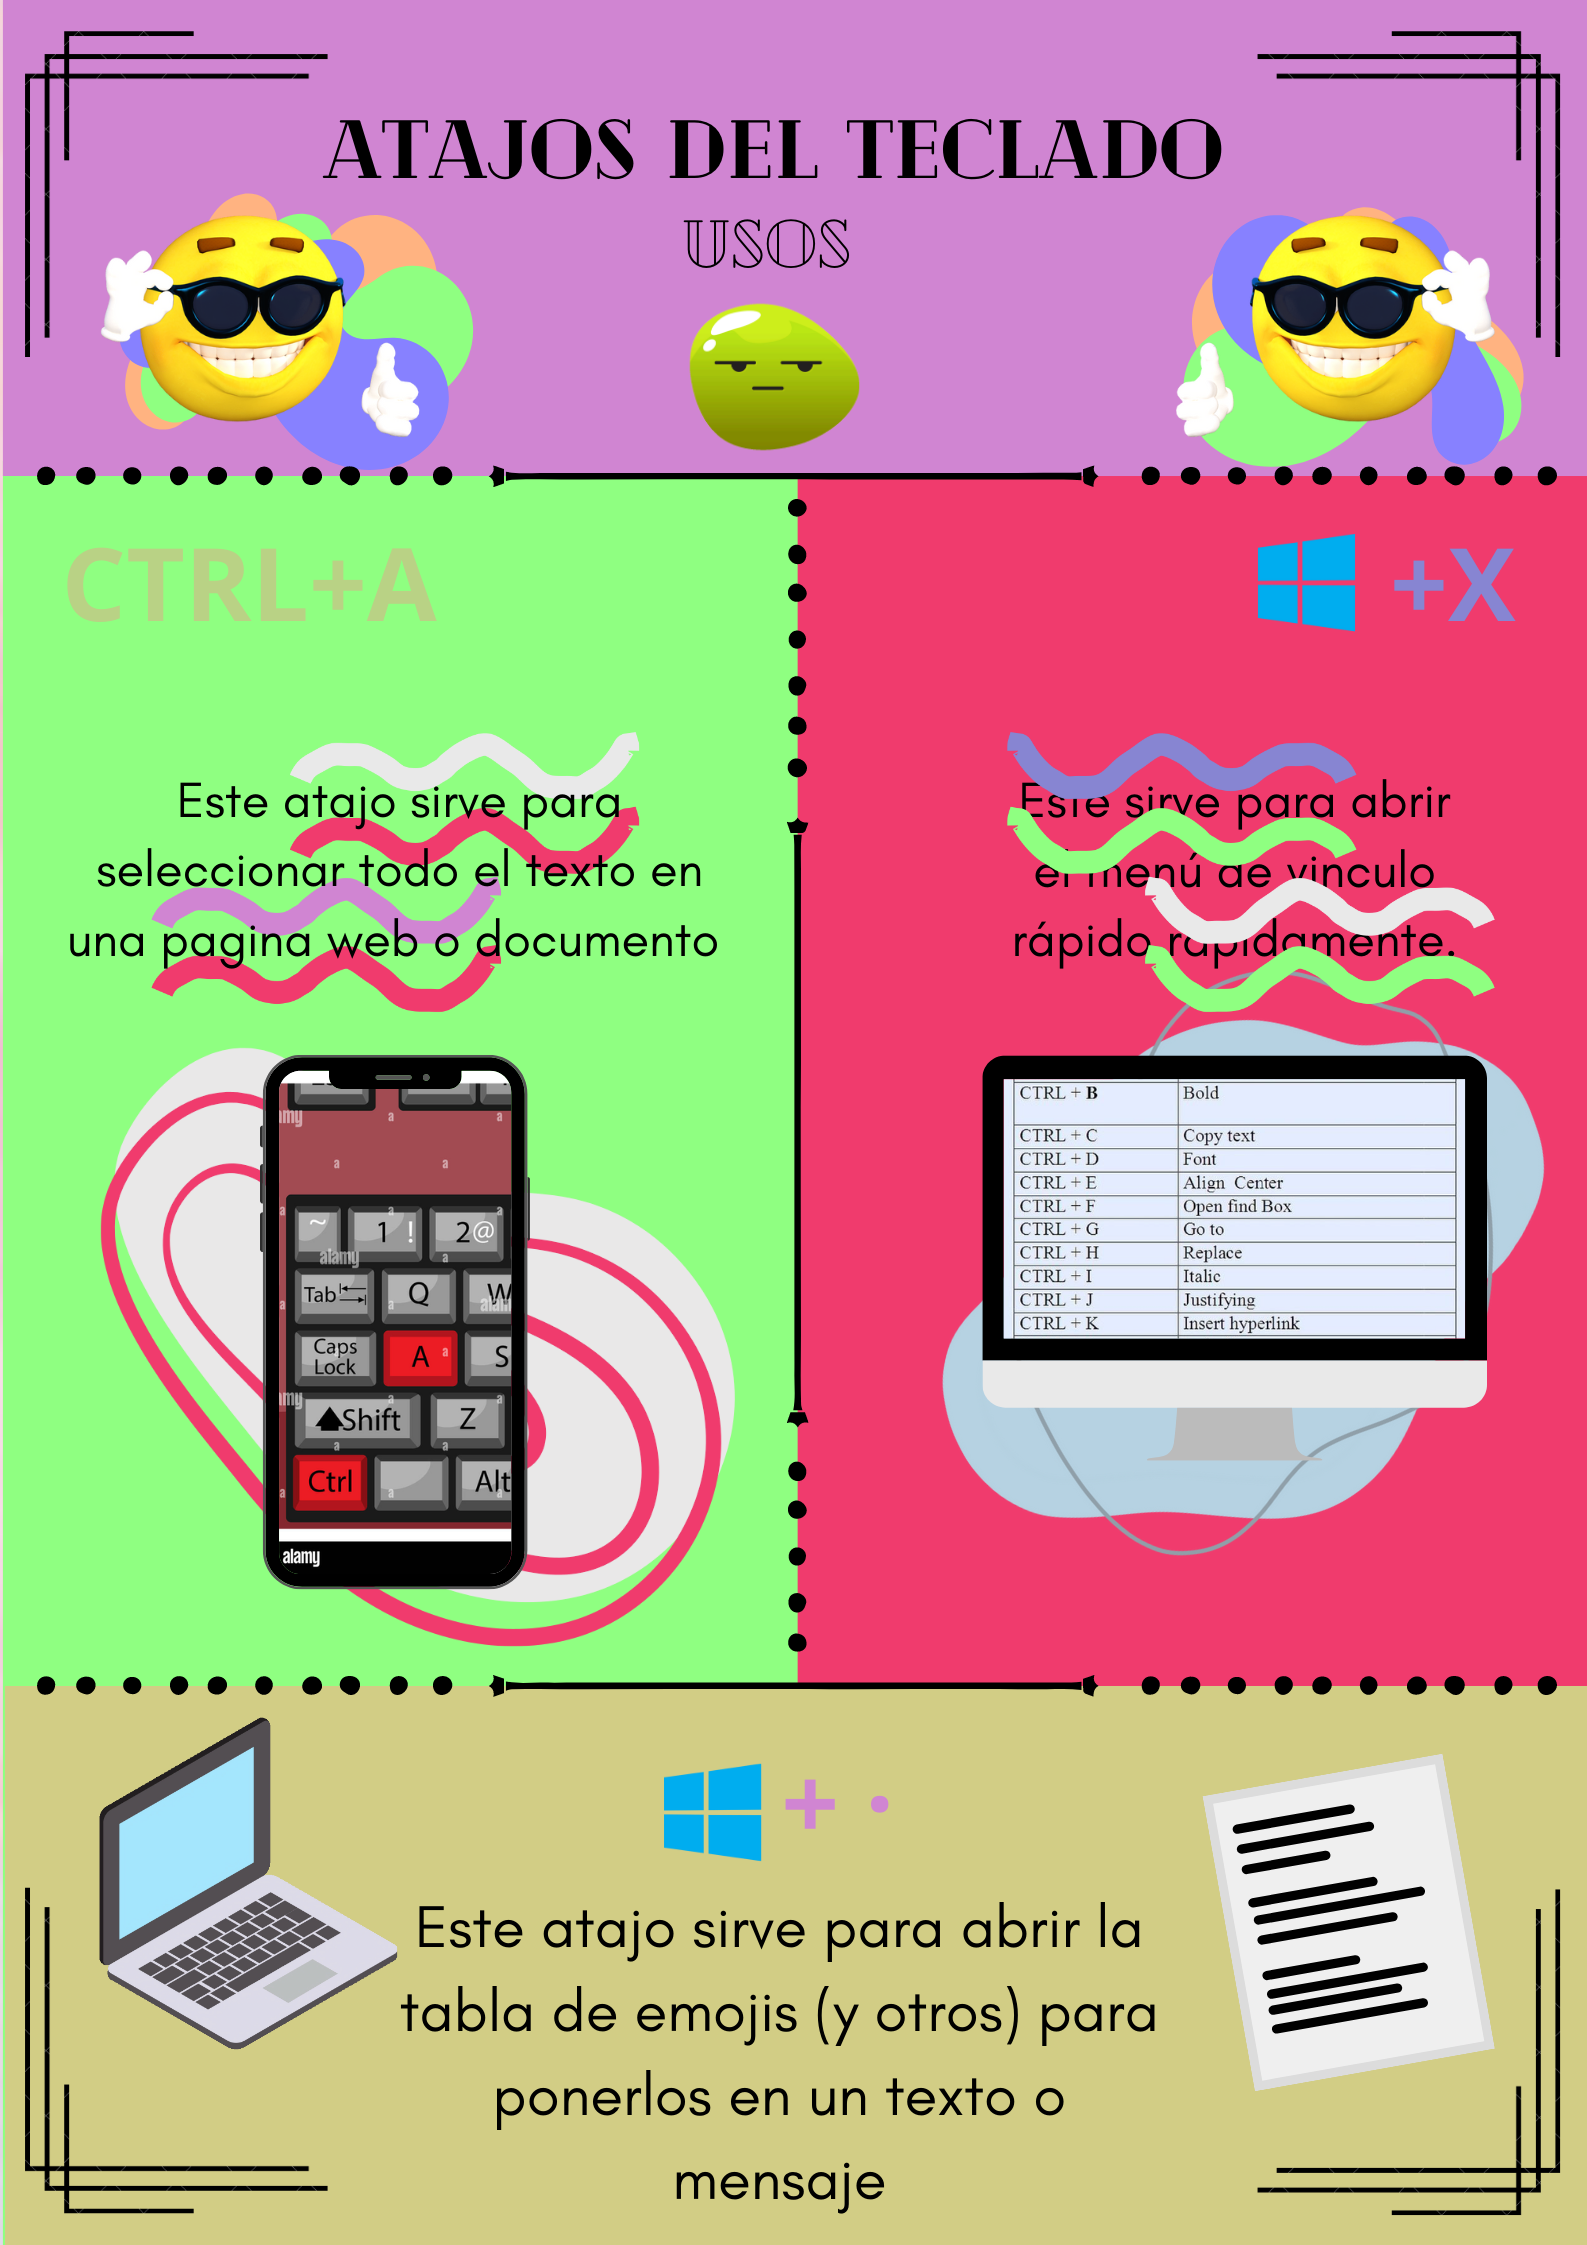 ATAJOS DEL TECLADO
USOS
CTRL+A
Este atajo sirve para
seleccionar todo el texto en
una pagina web o documento
~ 1 ! 2@
Tab Q W
Caps Lock A S
Shift Z
Ctrl Alt
alamy
+X
Este sirve para abrir
el menú de vinculo
rápido rapidamente.
CTRL + B Bold
CTRL + C Copy text
CTRL + D Font
CTRL + E Align Center
CTRL + F Open find Box
CTRL + G Go to
CTRL + H Replace
CTRL + I Italic
CTRL + J Justifying
CTRL + K Insert hyperlink
+ .
Este atajo sirve para abrir la
tabla de emojis (y otros) para
ponerlos en un texto o
mensaje